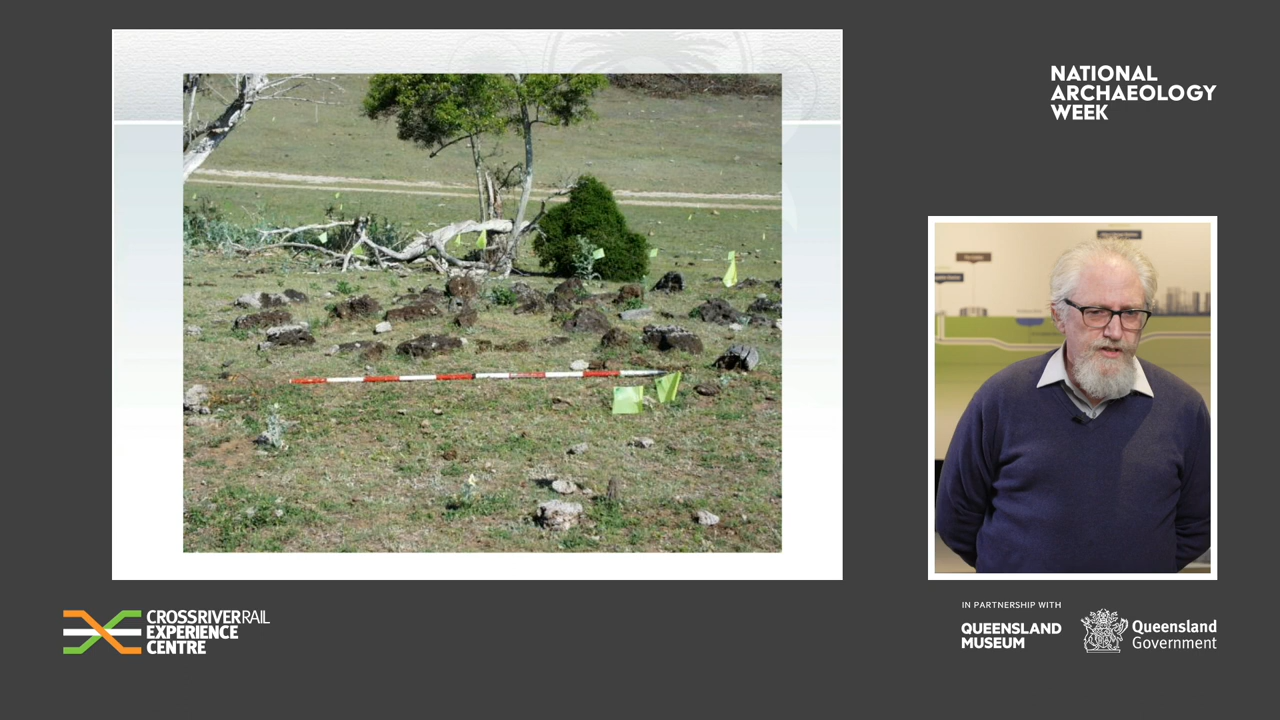 NATIONAL
ARCHAEOLOGY
WEEK
CROSSRIVERRAIL
EXPERIENCE
CENTRE
IN PARTNERSHIP WITH
QUEENSLAND
MUSEUM
Queensland
Government